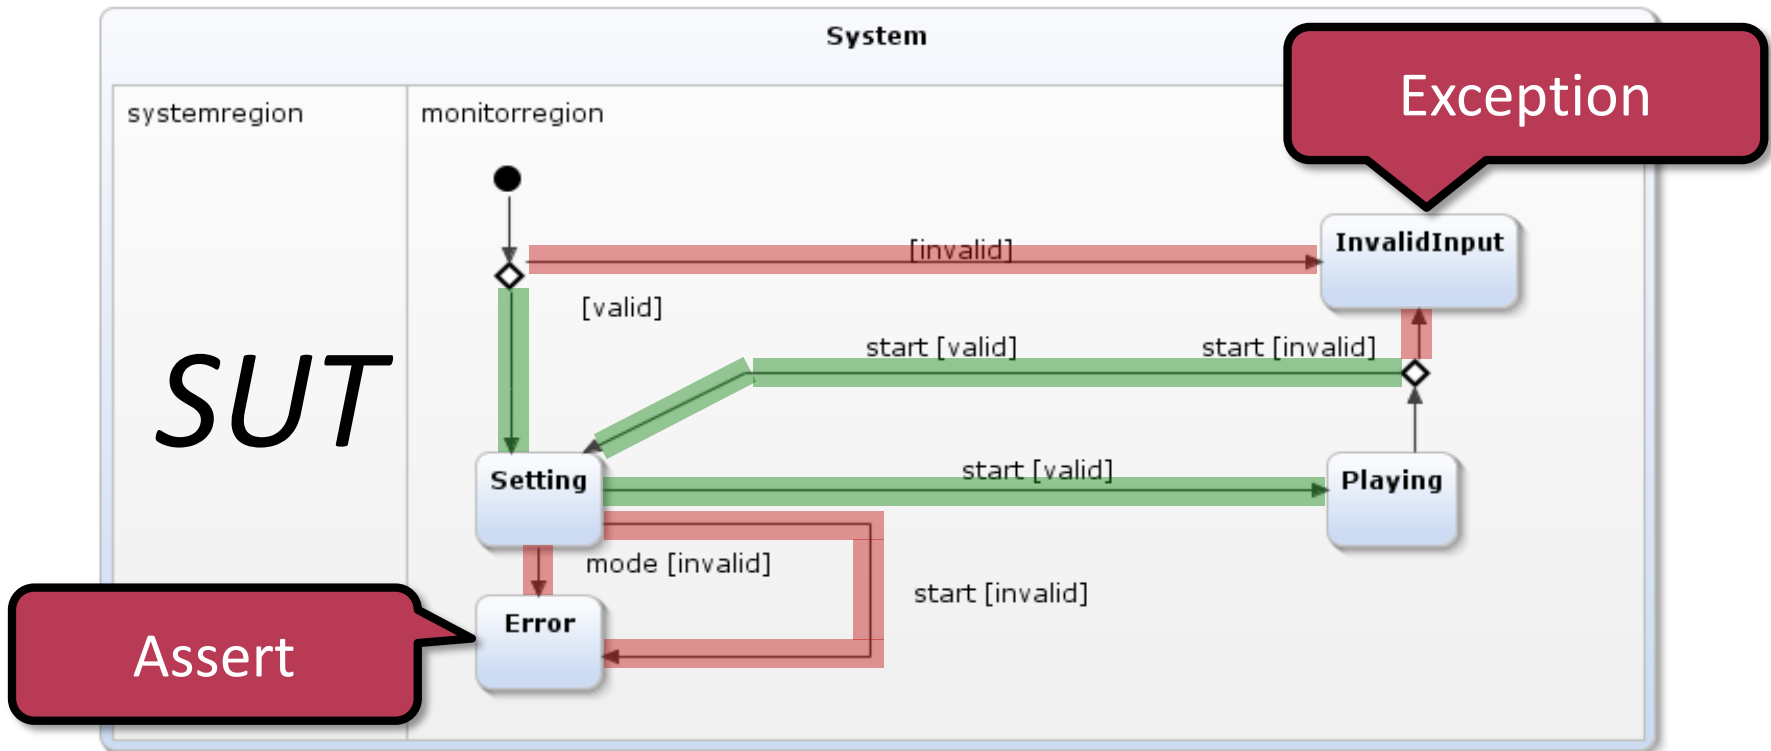 System
Exception
systemregion
monitorregion
InvalidInput
[invalid]
[valid]
start [valid]
start [invalid]
SUT
Setting
start [valid]
Playing
mode [invalid]
start [invalid]
Error
Assert